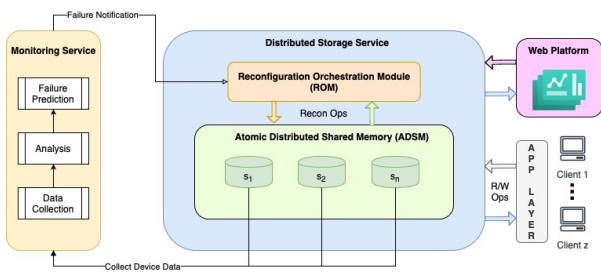 Failure Notification
Monitoring Service
Failure
Prediction
Analysis
Data
Collection
Distributed Storage Service
Reconfiguration Orchestration Module
(ROM)
Recon Ops
Atomic Distributed Shared Memory (ADSM)
s1
s2
sn
Collect Device Data
Web Platform
R/W
Ops
APP LAYER
Client 1
Client z